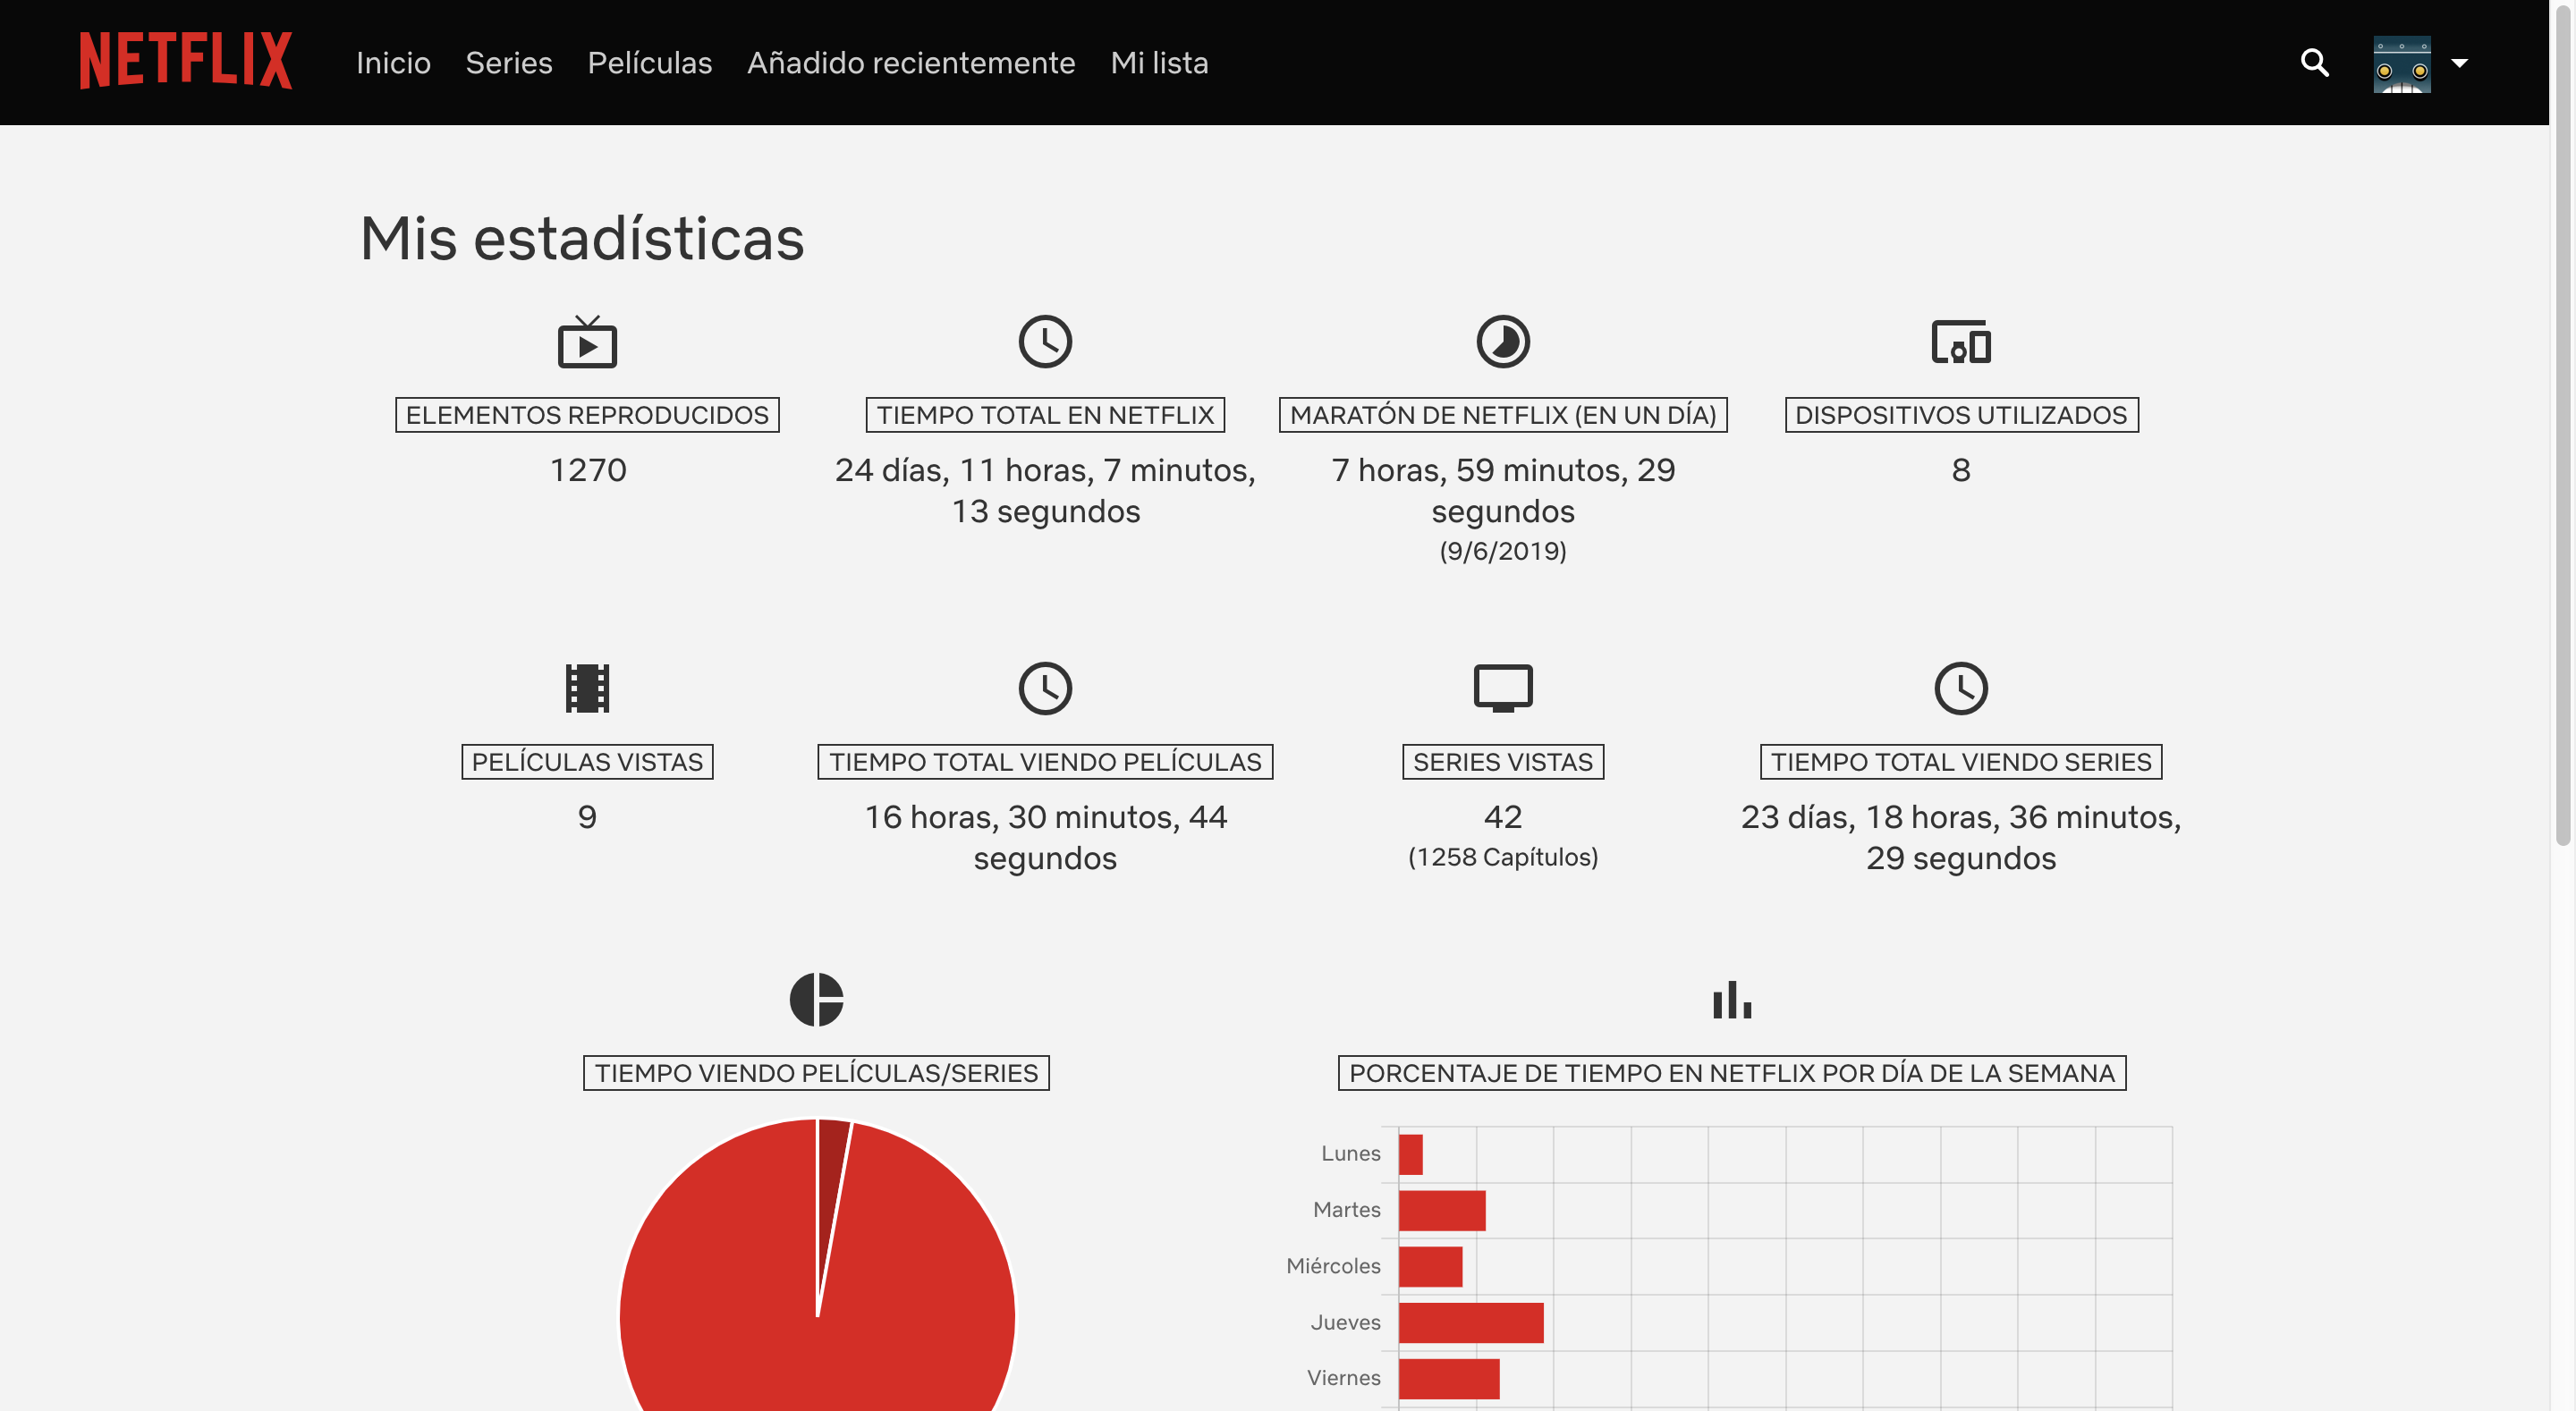 NETFLIX Inicio Series Películas Añadido recientemente Mi lista
Mis estadísticas
ELEMENTOS REPRODUCIDOS
1270
TIEMPO TOTAL EN NETFLIX
24 días, 11 horas, 7 minutos,
13 segundos
MARATÓN DE NETFLIX (EN UN DÍA)
7 horas, 59 minutos, 29
segundos
(9/6/2019)
DISPOSITIVOS UTILIZADOS
8
PELÍCULAS VISTAS
9
TIEMPO TOTAL VIENDO PELÍCULAS
16 horas, 30 minutos, 44
segundos
SERIES VISTAS
42
(1258 Capítulos)
TIEMPO TOTAL VIENDO SERIES
23 días, 18 horas, 36 minutos,
29 segundos
TIEMPO VIENDO PELÍCULAS/SERIES
PORCENTAJE DE TIEMPO EN NETFLIX POR DÍA DE LA SEMANA
Lunes
Martes
Miércoles
Jueves
Viernes